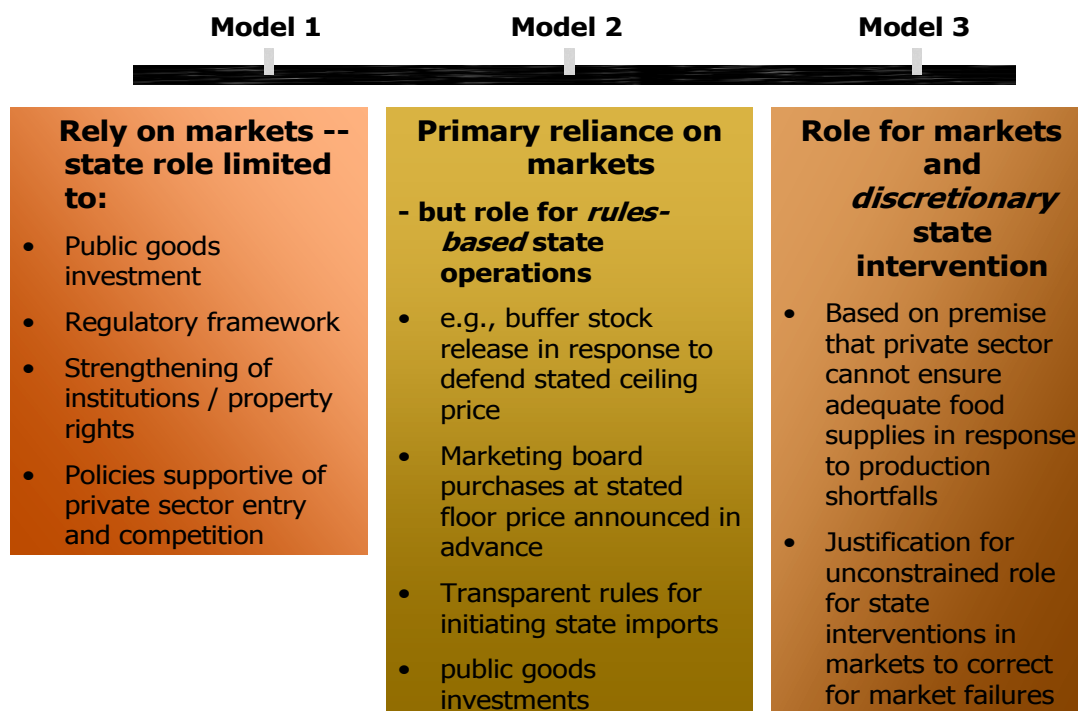 Model 1
Model 2
Model 3
Rely on markets --
state role limited
to:
• Public goods
investment
• Regulatory framework
• Strengthening of
institutions / property
rights
• Policies supportive of
private sector entry
and competition
Primary reliance on
markets
- but role for rules-
based state
operations
• e.g., buffer stock
release in response to
defend stated ceiling
price
• Marketing board
purchases at stated
floor price announced in
advance
• Transparent rules for
initiating state imports
• public goods
investments
Role for markets
and
discretionary
state
intervention
• Based on premise
that private sector
cannot ensure
adequate food
supplies in response
to production
shortfalls
• Justification for
unconstrained role
for state
interventions in
markets to correct
for market failures